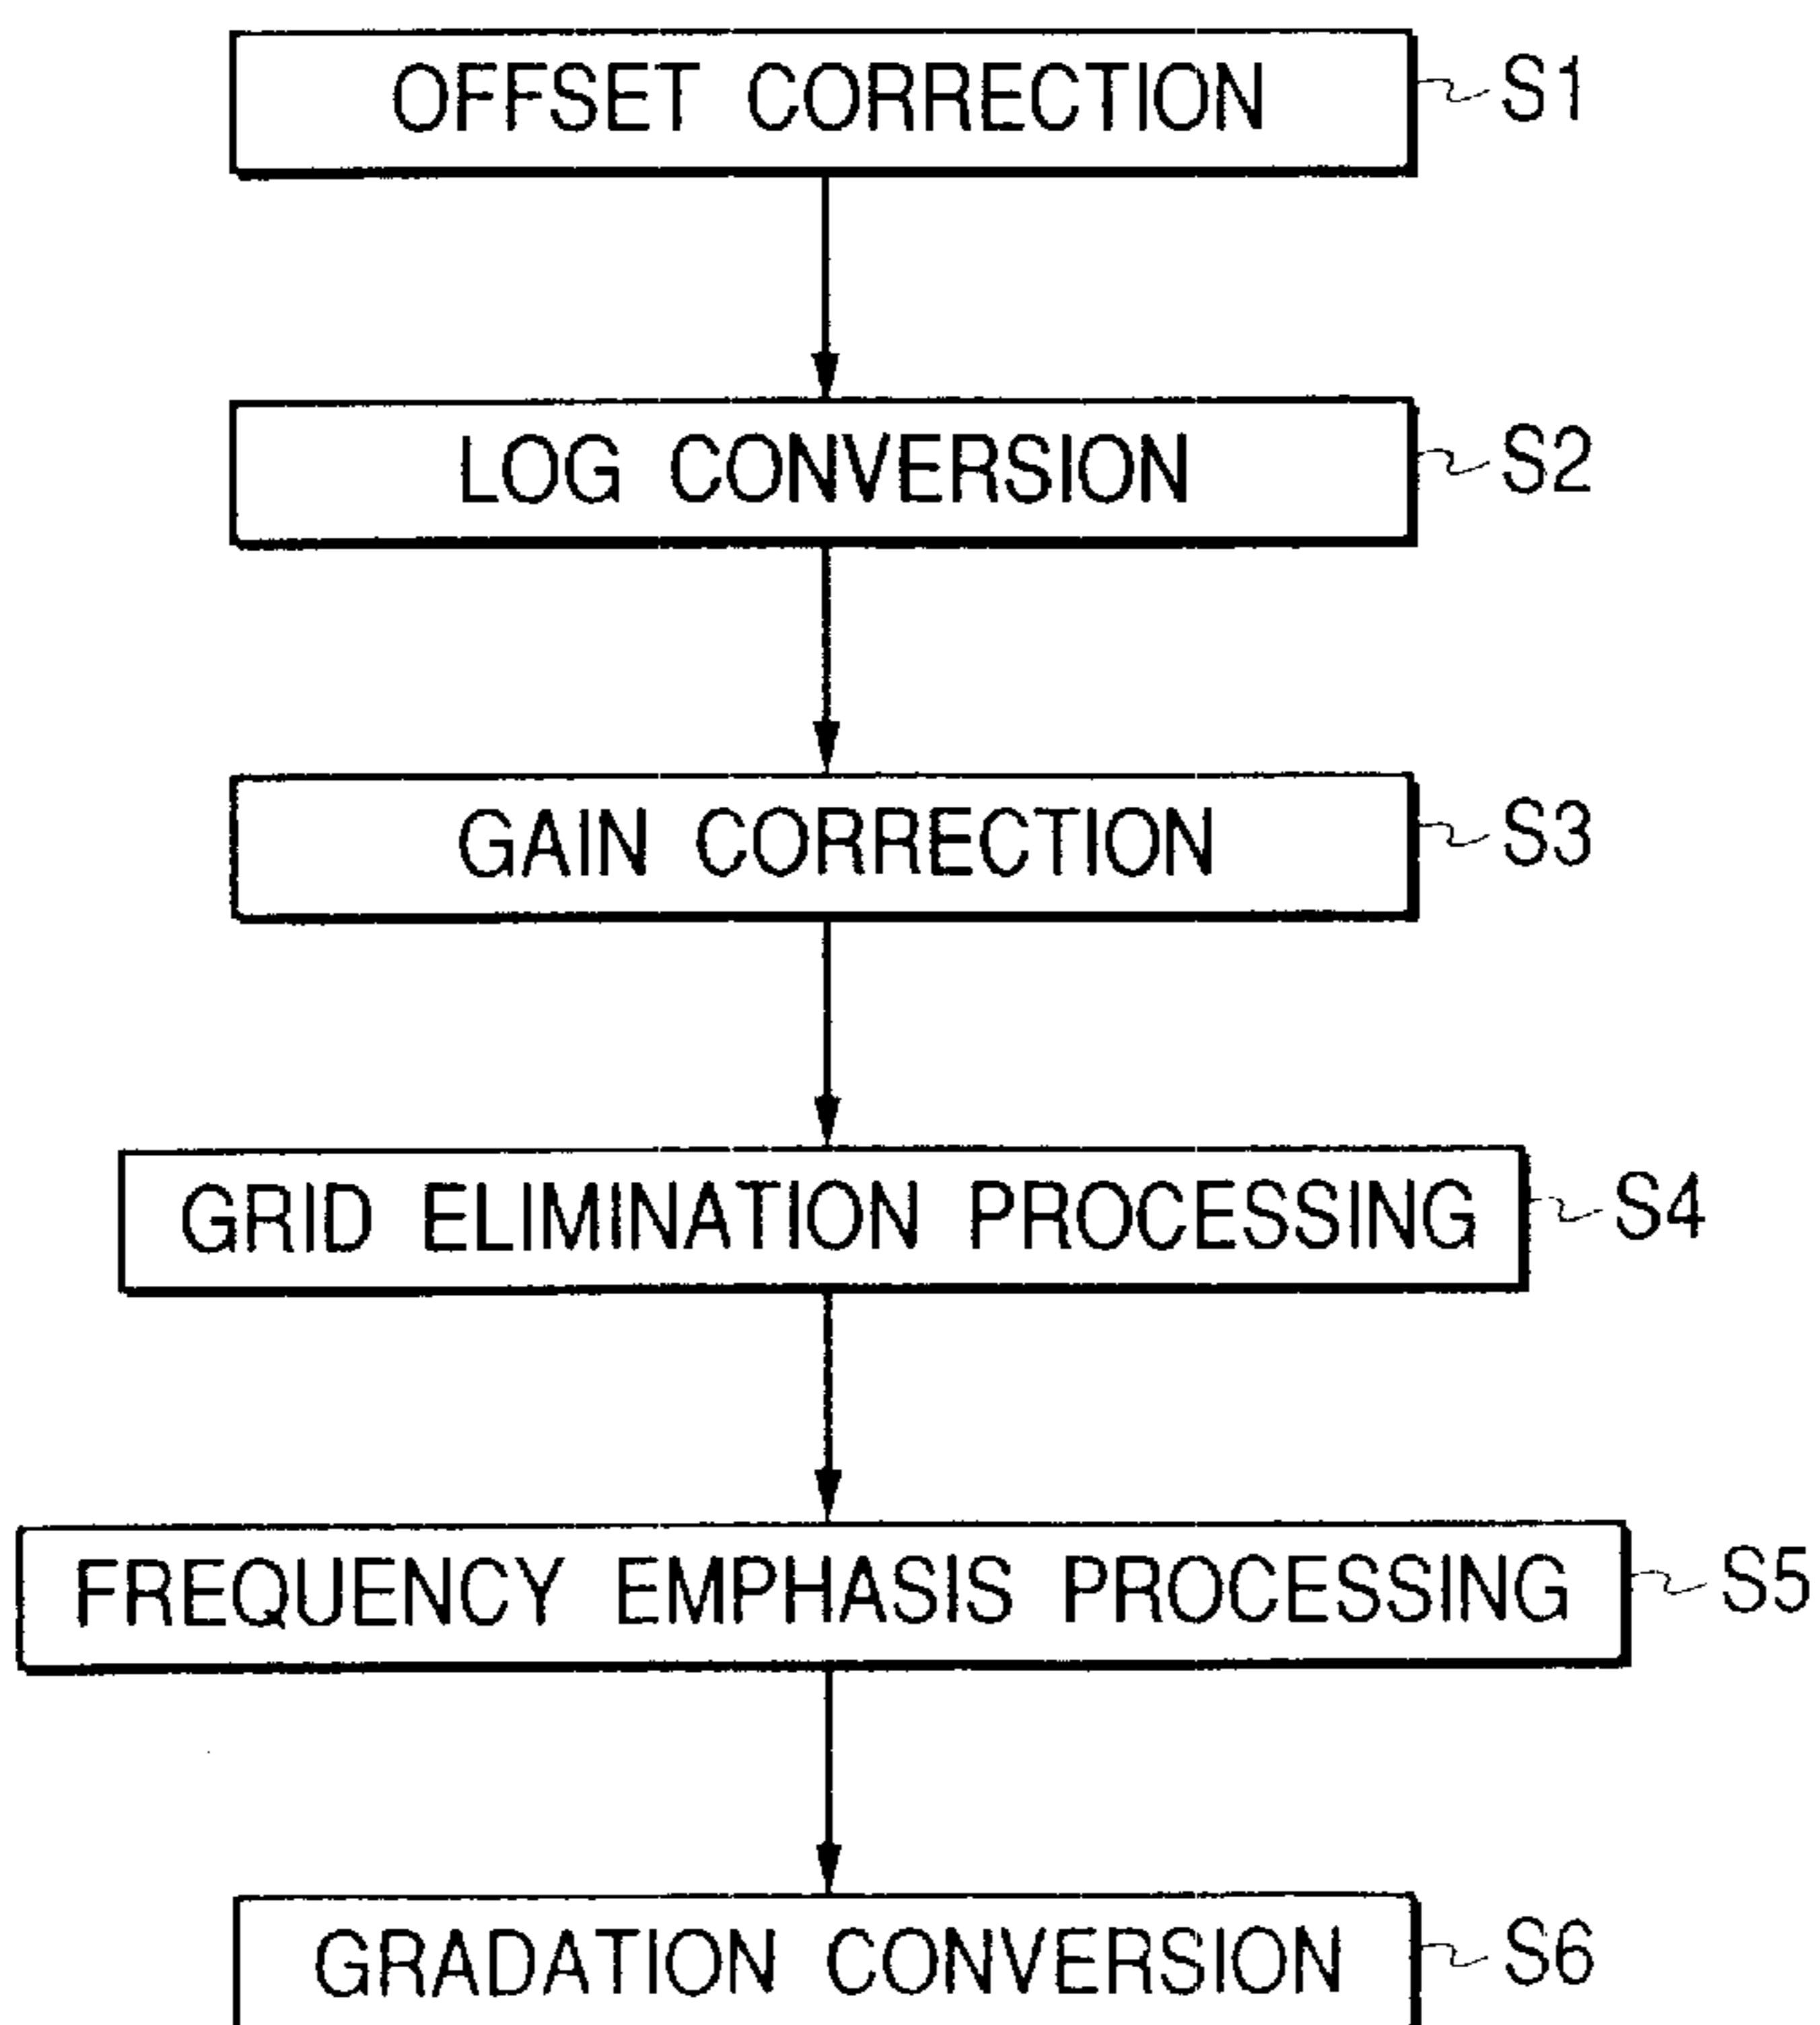 OFFSET CORRECTION S1
LOG CONVERSION S2
GAIN CORRECTION S3
GRID ELIMINATION PROCESSING S4
FREQUENCY EMPHASIS PROCESSING S5
GRADATION CONVERSION S6